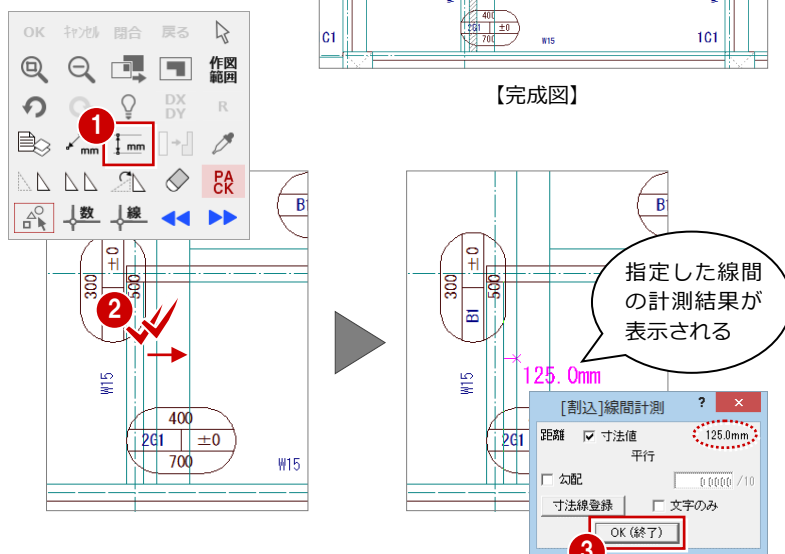 OK キャンセル 閉合 戻る
作図
範囲
DX
DY
R
1
mm
mm
PA
CK
数
線
C1
400
2G1 ±0
700
W15
1C1
【完成図】
B1
300
±0
500
2
W15
400
2G1 ±0
700
W15
B1
300
±0
500
B1
W15
125.0mm
2G1
指定した線間
の計測結果が
表示される
[割込]線間計測 ? ×
距離 寸法値 125.0mm
平行
勾配 0.0000 /10
寸法線登録 文字のみ
OK(終了)
3